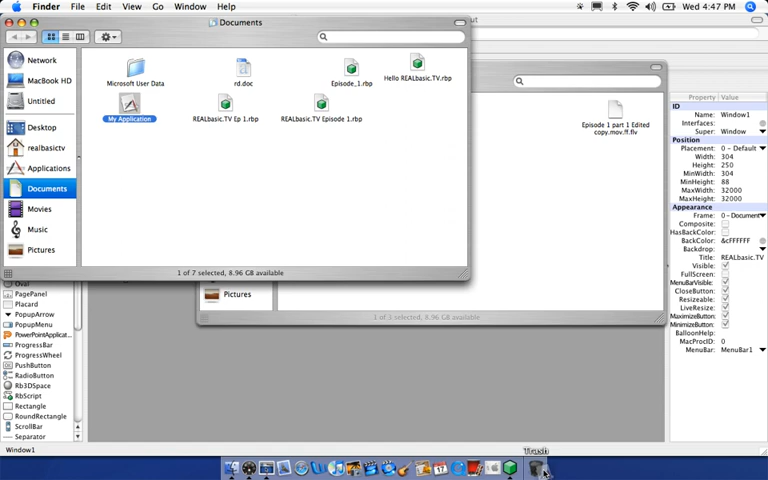 Finder File Edit View Go Window Help Wed 4:47 PM
Documents
Network
MacBook HD
Untitled
Desktop
realbasictv
Applications
Documents
Movies
Music
Pictures
Microsoft User Data
rd.doc
Episode_1.rbp
Hello REALbasic.TV.rbp
My Application
REALbasic.TV Ep 1.rbp
REALbasic.TV Episode 1.rbp
1 of 7 selected, 8.96 GB available
Episode 1 part 1 Edited
copy.mov.ff.flv
Pictures
1 of 3 selected, 8.96 GB available
Oval
PagePanel
Placard
PopupArrow
PopupMenu
PowerPointApplicat...
ProgressBar
ProgressWheel
PushButton
RadioButton
Rb3DSpace
RbScript
Rectangle
RoundRectangle
ScrollBar
Separator
Window1
Property Value
ID
Name: Window1
Interfaces:
Super: Window
Position
Placement: 0 - Default
Width: 304
Height: 250
MinWidth: 304
MinHeight: 88
MaxWidth: 32000
MaxHeight: 32000
Appearance
Frame: 0 - Document
Composite:
HasBackColor:
BackColor: &cFFFFFF
Backdrop:
Title: REALbasic.TV
Visible:
FullScreen:
MenuBarVisible:
CloseButton:
Resizeable:
LiveResize:
MaximizeButton:
MinimizeButton:
BalloonHelp:
MacProcID: 0
MenuBar: MenuBar1
Trash
17